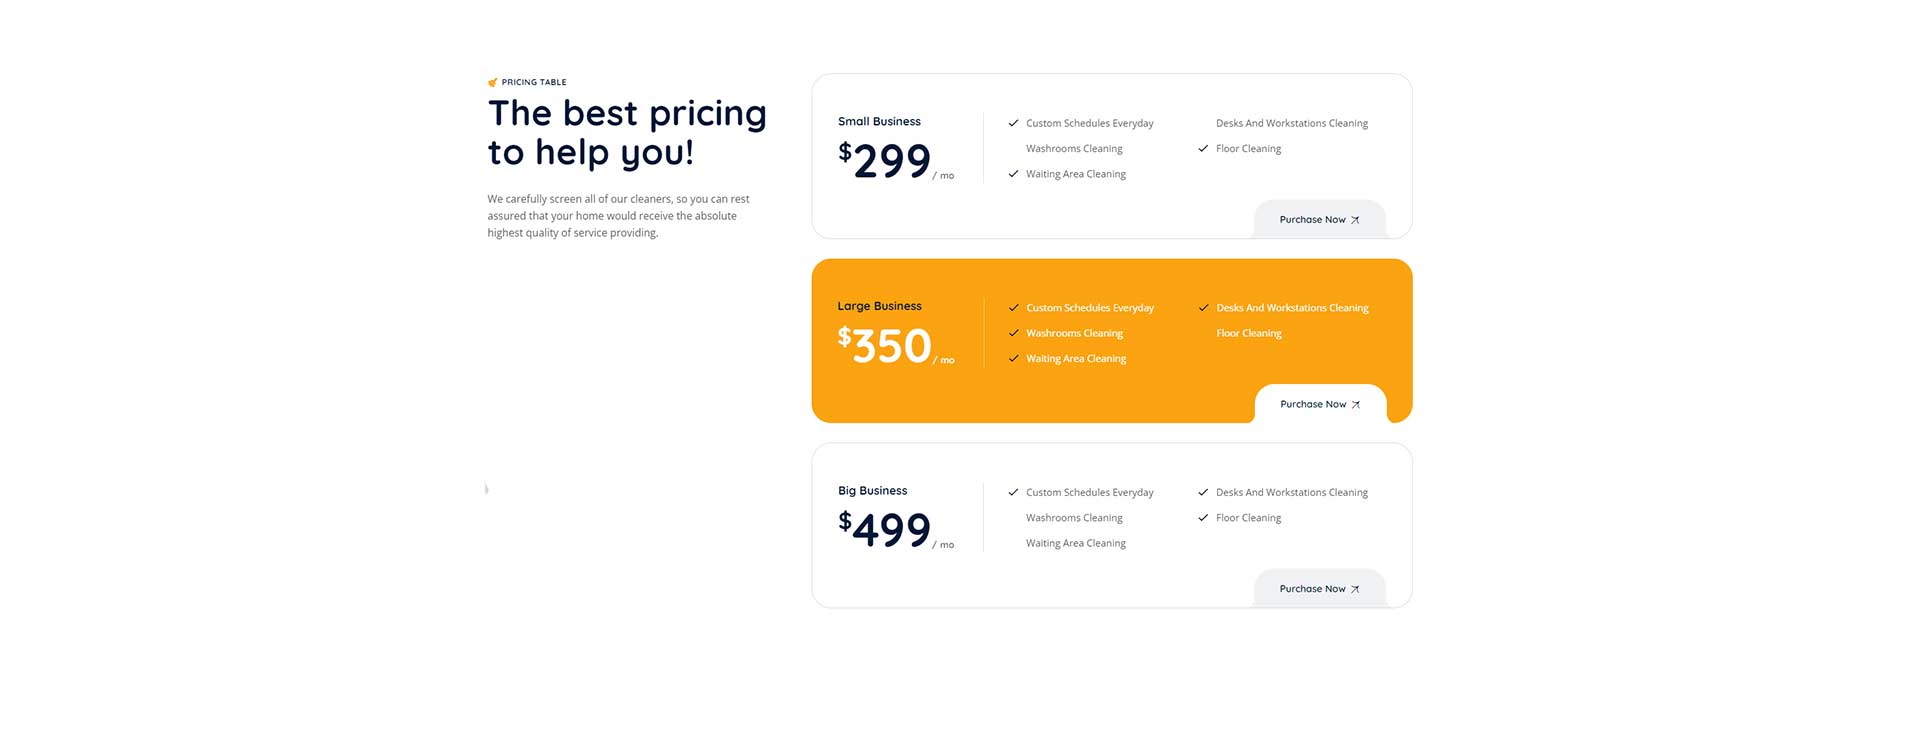 PRICING TABLE
The best pricing
to help you!
We carefully screen all of our cleaners, so you can rest
assured that your home would receive the absolute
highest quality of service providing.
Small Business
$299/ mo
Custom Schedules Everyday
Washrooms Cleaning
Waiting Area Cleaning
Desks And Workstations Cleaning
Floor Cleaning
Purchase Now
Large Business
$350/ mo
Custom Schedules Everyday
Washrooms Cleaning
Waiting Area Cleaning
Desks And Workstations Cleaning
Floor Cleaning
Purchase Now
Big Business
$499/ mo
Custom Schedules Everyday
Washrooms Cleaning
Waiting Area Cleaning
Desks And Workstations Cleaning
Floor Cleaning
Purchase Now